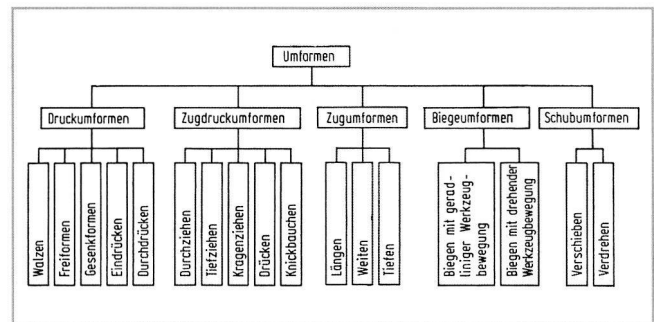 Umformen
Druckumformen
Zugdruckumformen
Zugumformen
Biegeumformen
Schubumformen
Walzen
Freiformen
Gesenkformen
Eindrücken
Durchdrücken
Durchziehen
Tiefziehen
Kragenziehen
Drücken
Knickbauchen
Längen
Weiten
Tiefen
Biegen mit gerad-
liniger Werkzeug-
bewegung
Biegen mit drehender
Werkzeugbewegung
Verschieben
Verdrehen